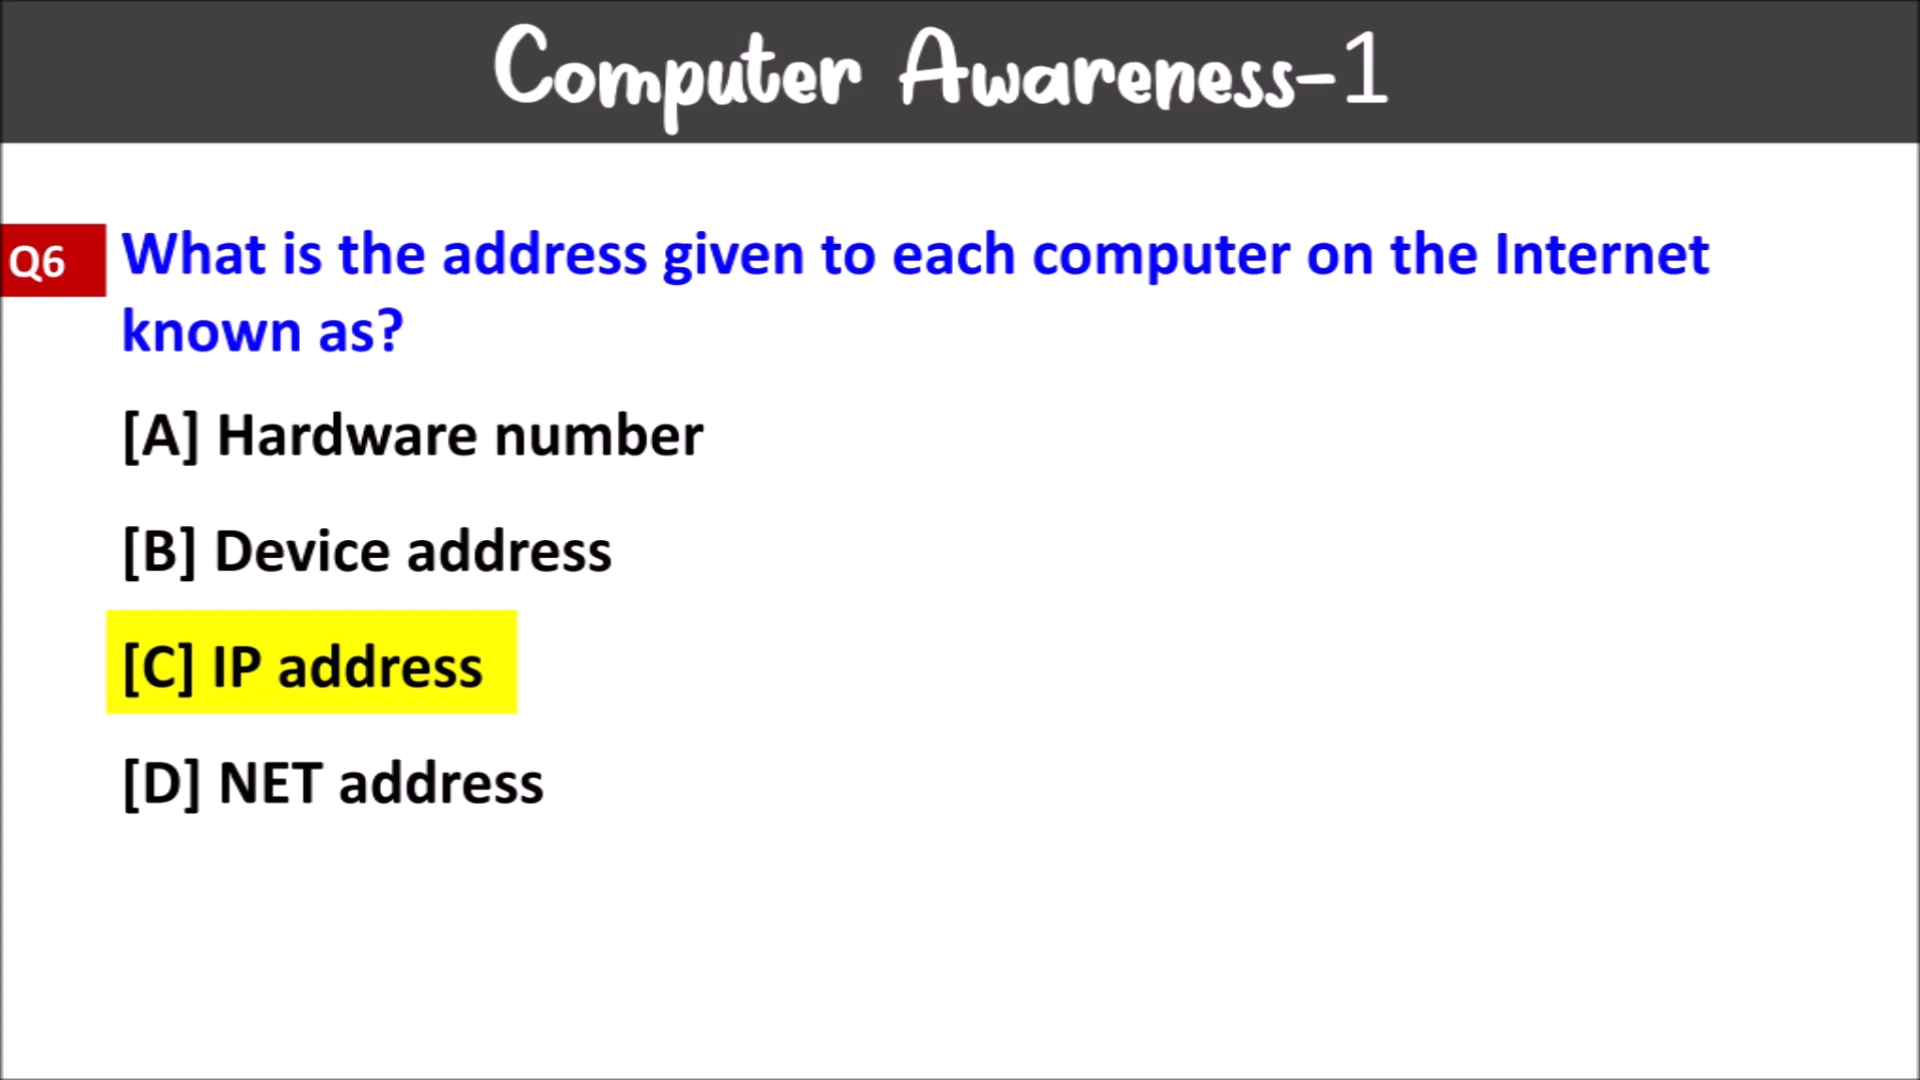 Computer Awareness-1
Q6 What is the address given to each computer on the Internet
known as?
[A] Hardware number
[B] Device address
[C] IP address
[D] NET address